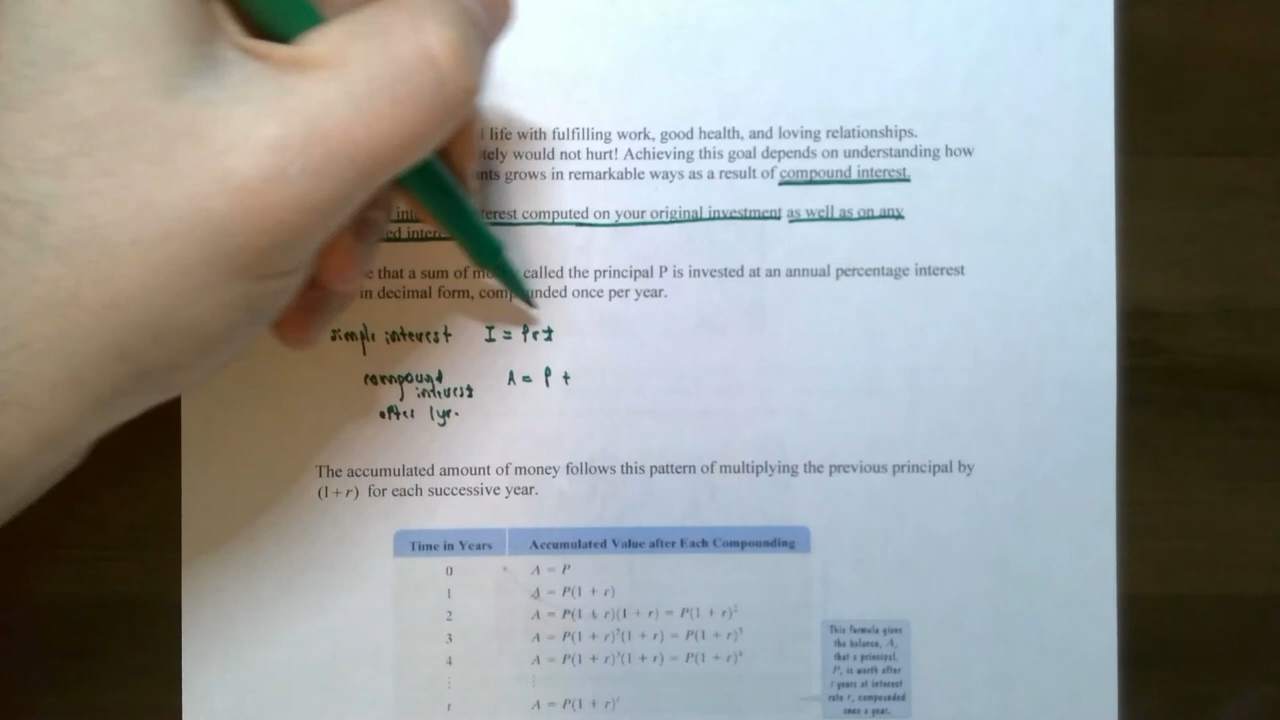 life with fulfilling work, good health, and loving relationships.
tely would not hurt! Achieving this goal depends on understanding how
nts grows in remarkable ways as a result of compound interest.
terest computed on your original investment as well as on any
ed
that a sum of called the principal P is invested at an annual percentage interest
in decimal form, compounded once per year.
simple interest I = Prt
compound A = P +
interest
after 1yr.
The accumulated amount of money follows this pattern of multiplying the previous principal by
(1+r) for each successive year.
Time in Years Accumulated Value after Each Compounding
0 A = P
1 A = P(1 + r)
2 A = P(1 + r)(1 + r) = P(1 + r)²
3 A = P(1 + r)²(1 + r) = P(1 + r)³
4 A = P(1 + r)³(1 + r) = P(1 + r)⁴
⋮ ⋮
t A = P(1 + r)ᵗ
This formula gives
the balance, A,
that a principal,
P, is worth after
t years at interest
rate r, compounded
once a year.